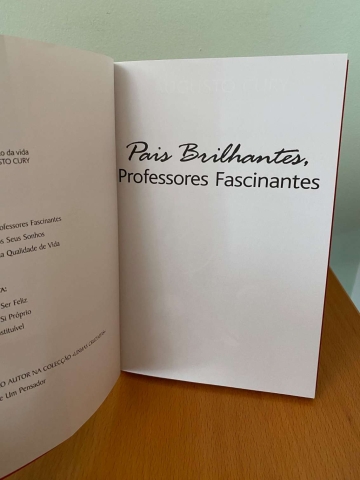 o da vida
STO CURY
ofessores Fascinantes
s Seus Sonhos
a Qualidade de Vida
A:
Ser Feliz
Si Próprio
stituível
O AUTOR NA COLECÇÃO
e Um Pensador
Pais Brilhantes,
Professores Fascinantes